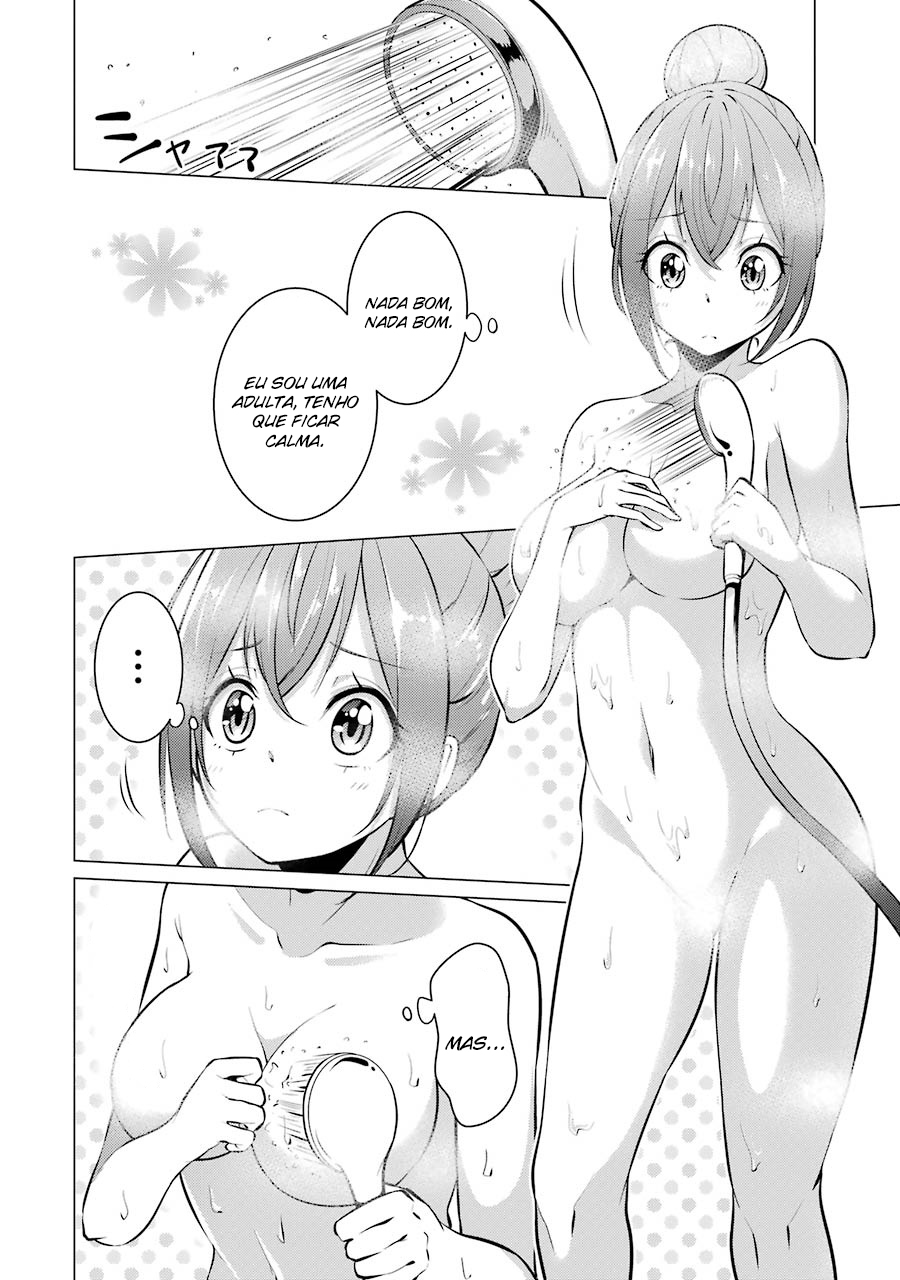 シャアア
NADA BOM,
NADA BOM.
EU SOU UMA
ADULTA, TENHO
QUE FICAR
CALMA.
...
MAS...